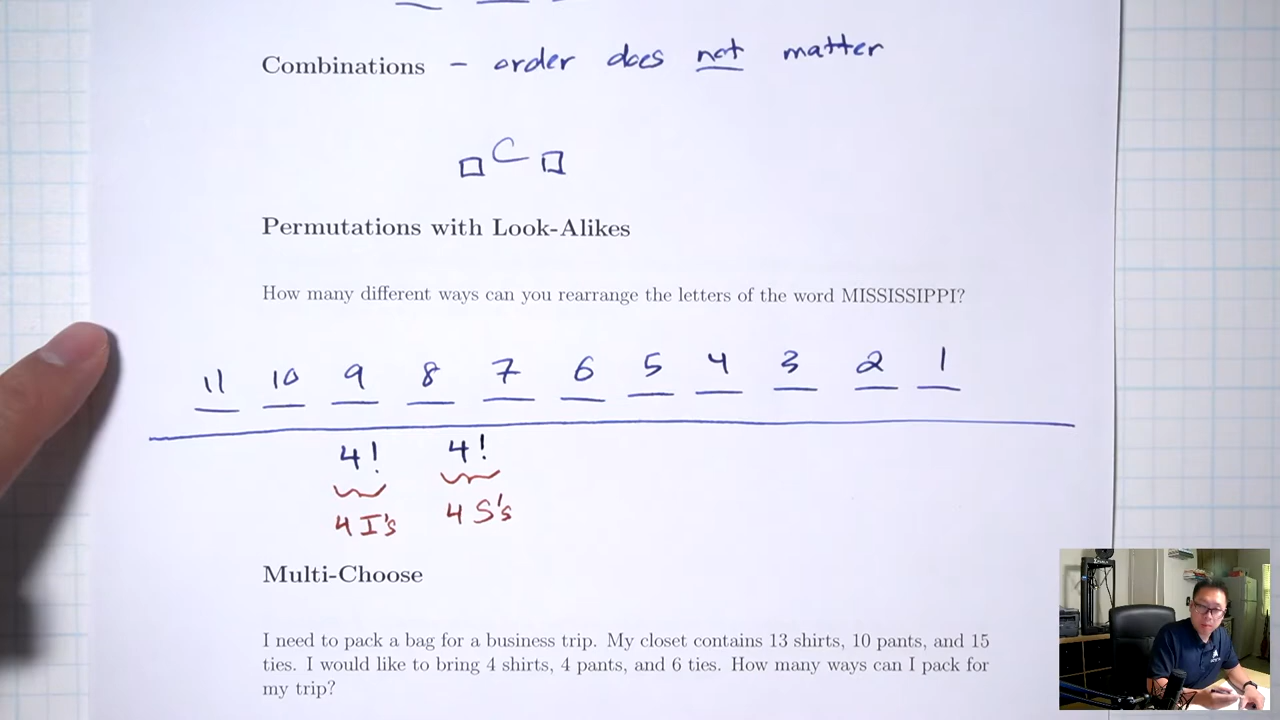 Combinations - order does not matter
□ C □
Permutations with Look-Alikes
How many different ways can you rearrange the letters of the word MISSISSIPPI?
11 10 9 8 7 6 5 4 3 2 1
4! 4!
4 I's 4 S's
Multi-Choose
I need to pack a bag for a business trip. My closet contains 13 shirts, 10 pants, and 15
ties. I would like to bring 4 shirts, 4 pants, and 6 ties. How many ways can I pack for
my trip?